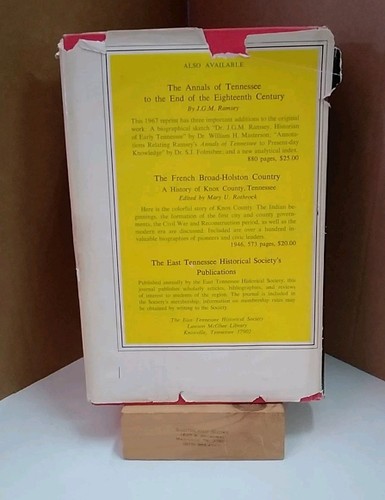 ALSO AVAILABLE
The Annals of Tennessee
to the End of the Eighteenth Century
By J.G.M. Ramsey
This 1967 reprint has three important additions to the original
work: A biographical sketch "Dr. J.G.M. Ramsey, Historian
of Early Tennessee" by Dr. William H. Masterson; "Annota-
tions Relating Ramsey's Annals of Tennessee to Present-day
Knowledge" by Dr. S.J. Folmsbee; and a new analytical index.
880 pages, $25.00
The French Broad-Holston Country
A History of Knox County, Tennessee
Edited by Mary U. Rothrock
Here is the colorful story of Knox County. The Indian be-
ginnings, the formation of the first city and county govern-
ments, the Civil War and Reconstruction period, as well as the
modern era are discussed. Included are over a hundred in-
valuable biographies of pioneers and civic leaders.
1946, 573 pages, $20.00
The East Tennessee Historical Society's
Publications
Published annually by the East Tennessee Historical Society, this
journal publishes scholarly articles, bibliographies, and reviews
of interest to students of the region. The journal is included in
the Society's membership; information on membership rates may
be obtained by writing to the Society
The East Tennessee Historical Society
Lawson McGhee Library
Knoxville, Tennessee 37902